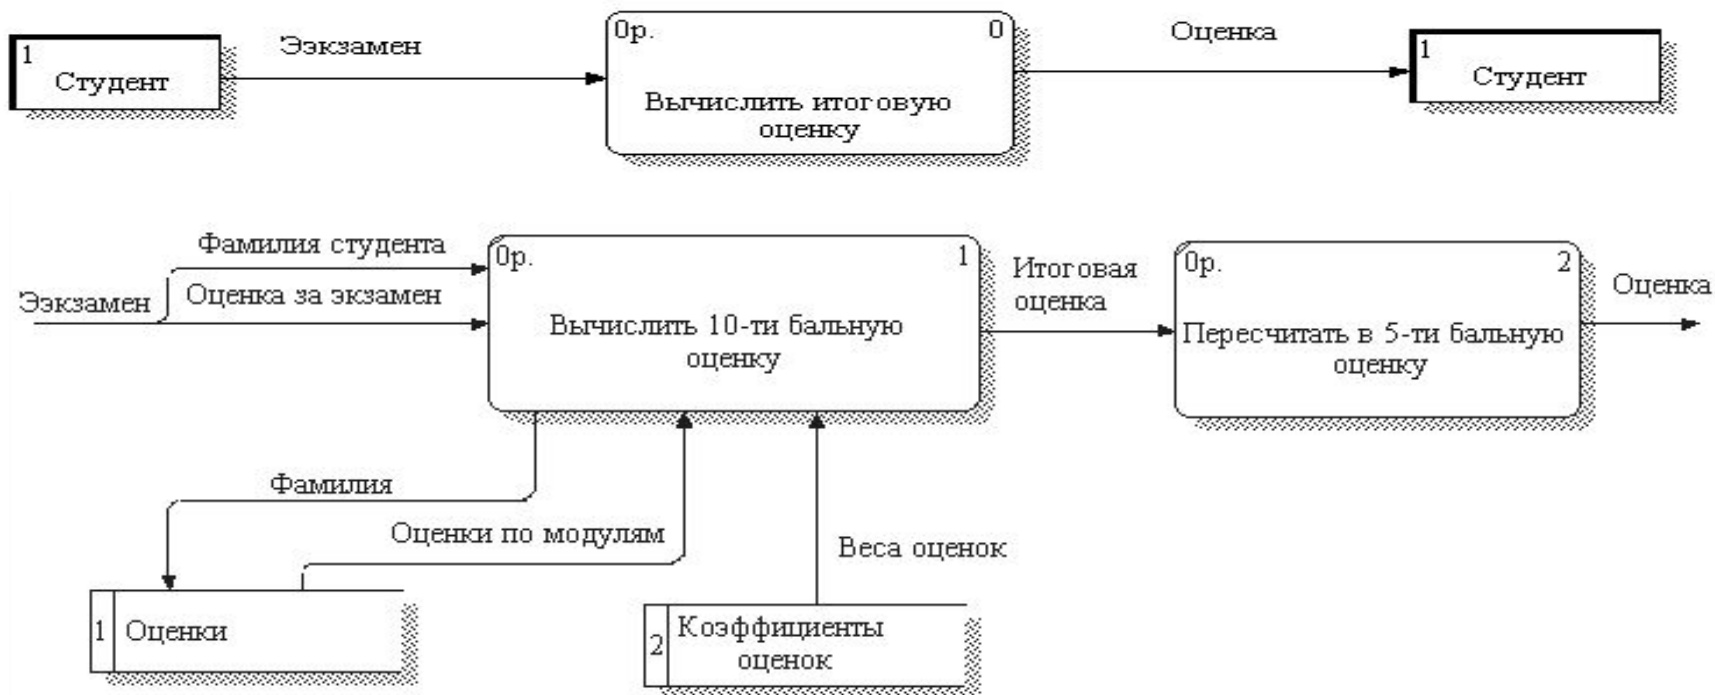 1
Студент
Ээкзамен
0р. 0
Вычислить итоговую
оценку
Оценка
1
Студент
Ээкзамен
Фамилия студента
Оценка за экзамен
0р. 1
Вычислить 10-ти бальную
оценку
Итоговая
оценка
0р. 2
Пересчитать в 5-ти бальную
оценку
Оценка
Фамилия
Оценки по модулям
Веса оценок
1 Оценки
2 Коэффициенты
оценок